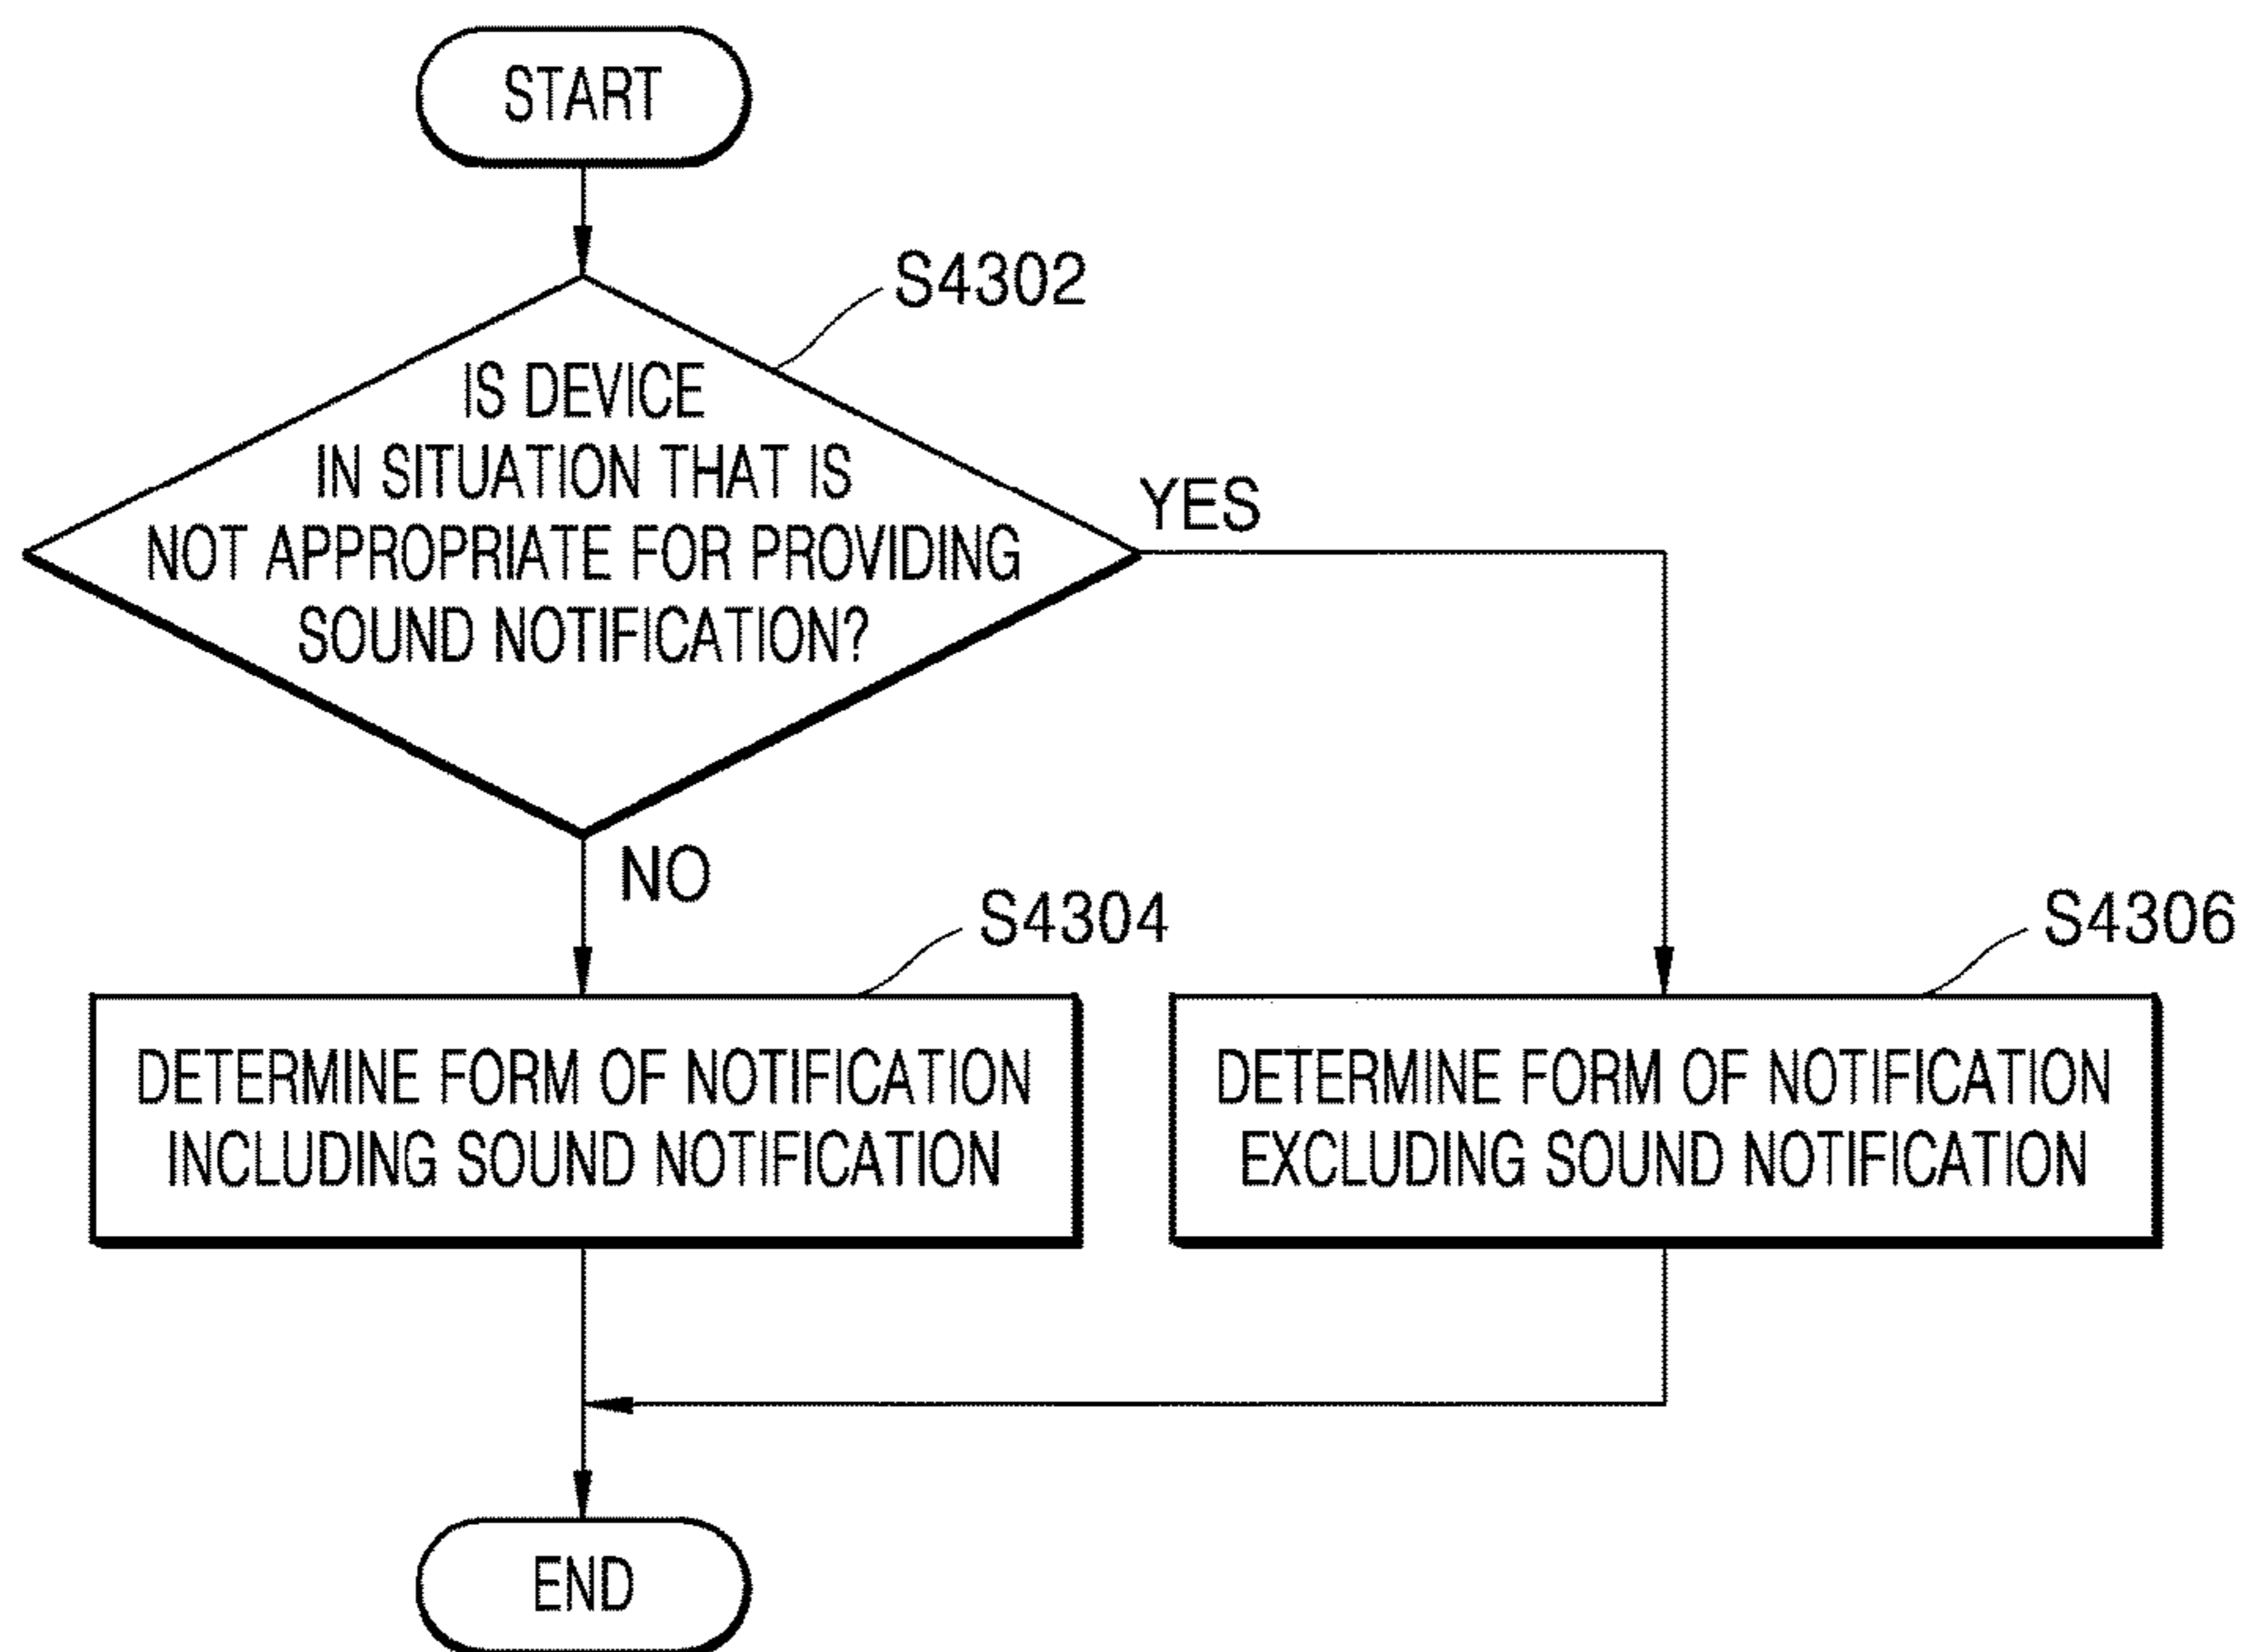 START
S4302
IS DEVICE
IN SITUATION THAT IS
NOT APPROPRIATE FOR PROVIDING
SOUND NOTIFICATION?
YES
NO
S4304
DETERMINE FORM OF NOTIFICATION
INCLUDING SOUND NOTIFICATION
S4306
DETERMINE FORM OF NOTIFICATION
EXCLUDING SOUND NOTIFICATION
END